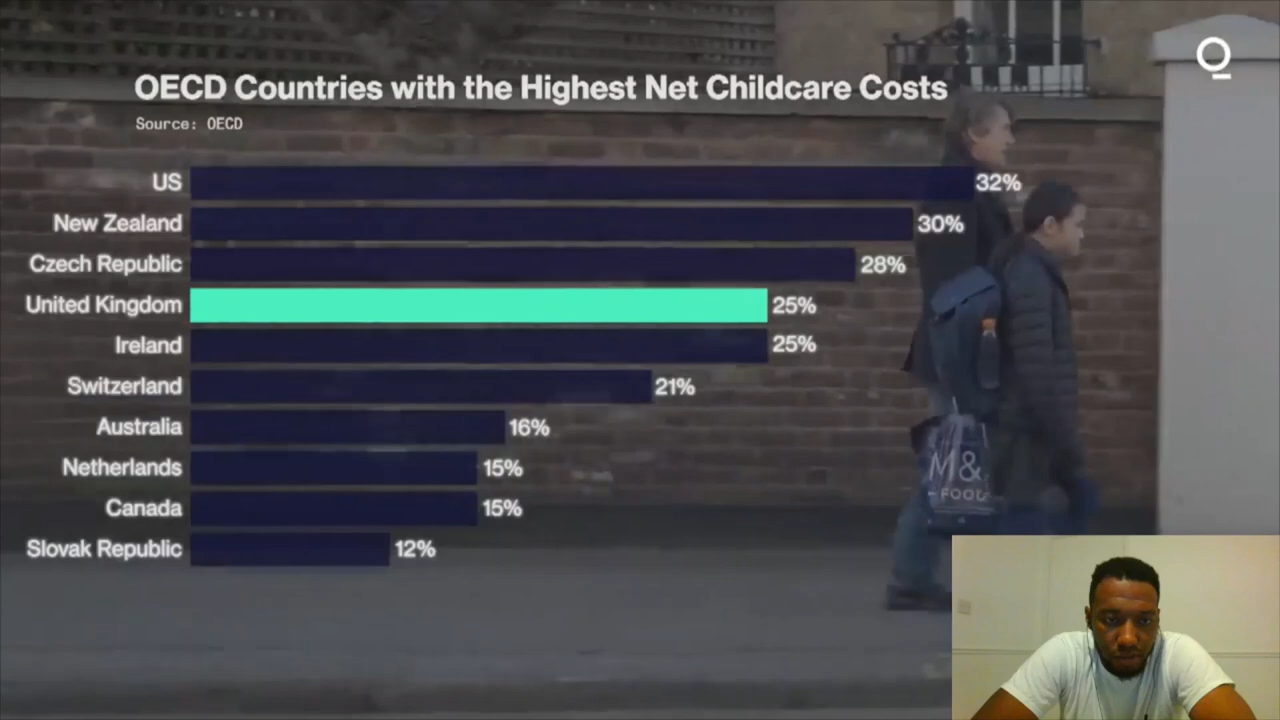 OECD Countries with the Highest Net Childcare Costs
Source: OECD
US 32%
New Zealand 30%
Czech Republic 28%
United Kingdom 25%
Ireland 25%
Switzerland 21%
Australia 16%
Netherlands 15%
Canada 15%
Slovak Republic 12%
M&
FOOD